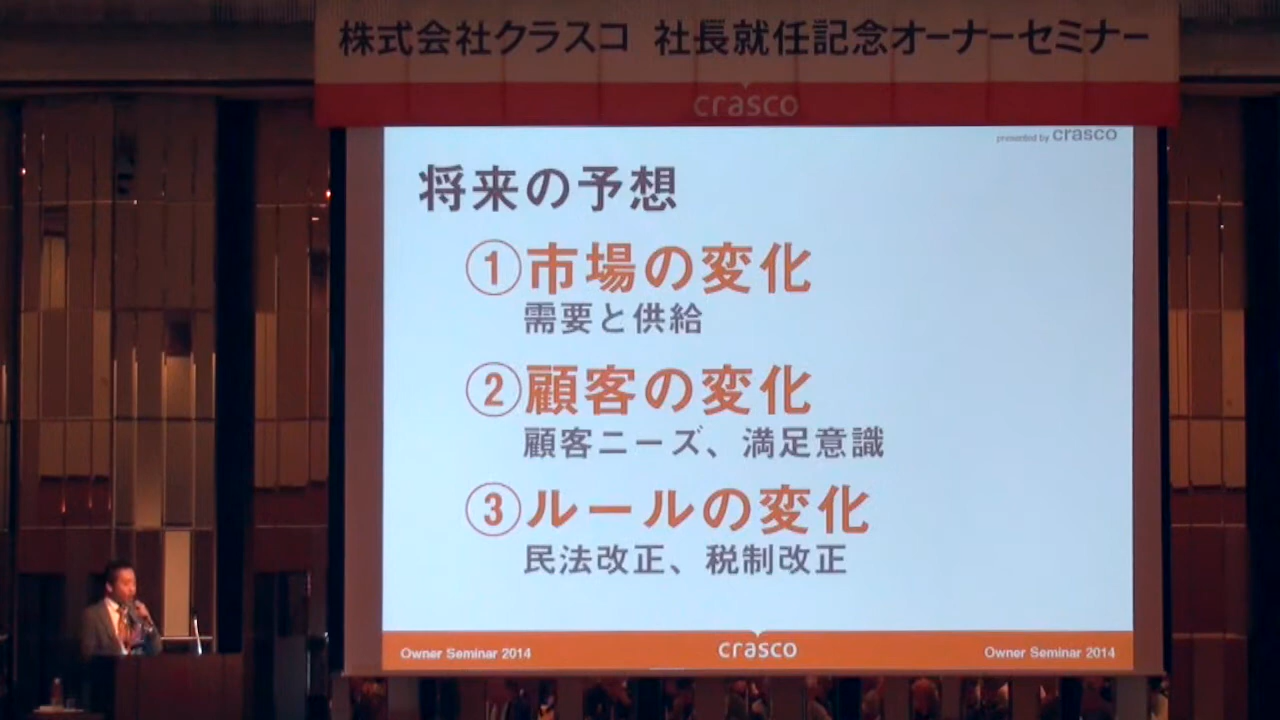 株式会社クラスコ 社長就任記念オーナーセミナー
crasco
presented by crasco
将来の予想
①市場の変化
需要と供給
②顧客の変化
顧客ニーズ、満足意識
③ルールの変化
民法改正、税制改正
Owner Seminar 2014 crasco Owner Seminar 2014